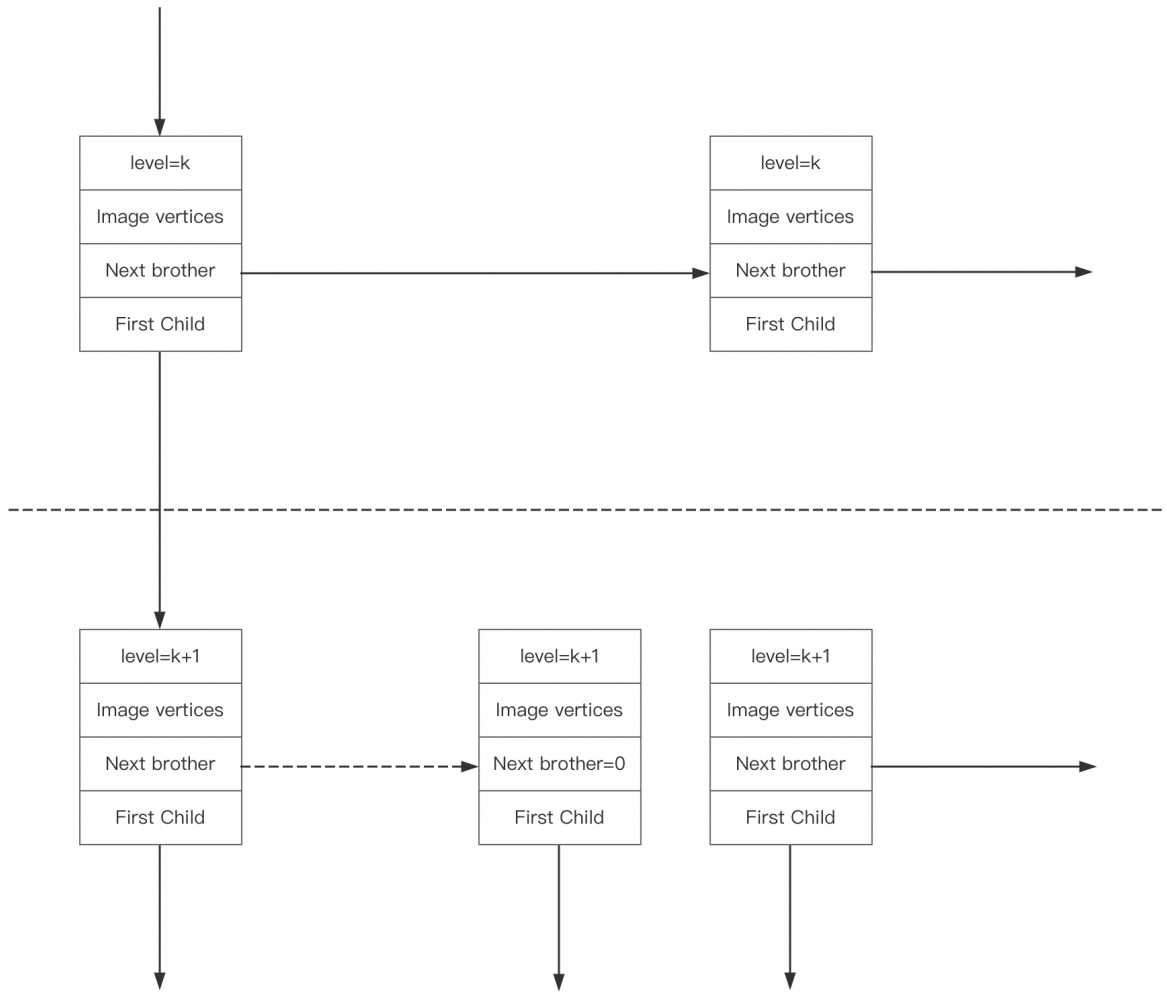 level=k
Image vertices
Next brother
First Child
level=k
Image vertices
Next brother
First Child
level=k+1
Image vertices
Next brother
First Child
level=k+1
Image vertices
Next brother=0
First Child
level=k+1
Image vertices
Next brother
First Child